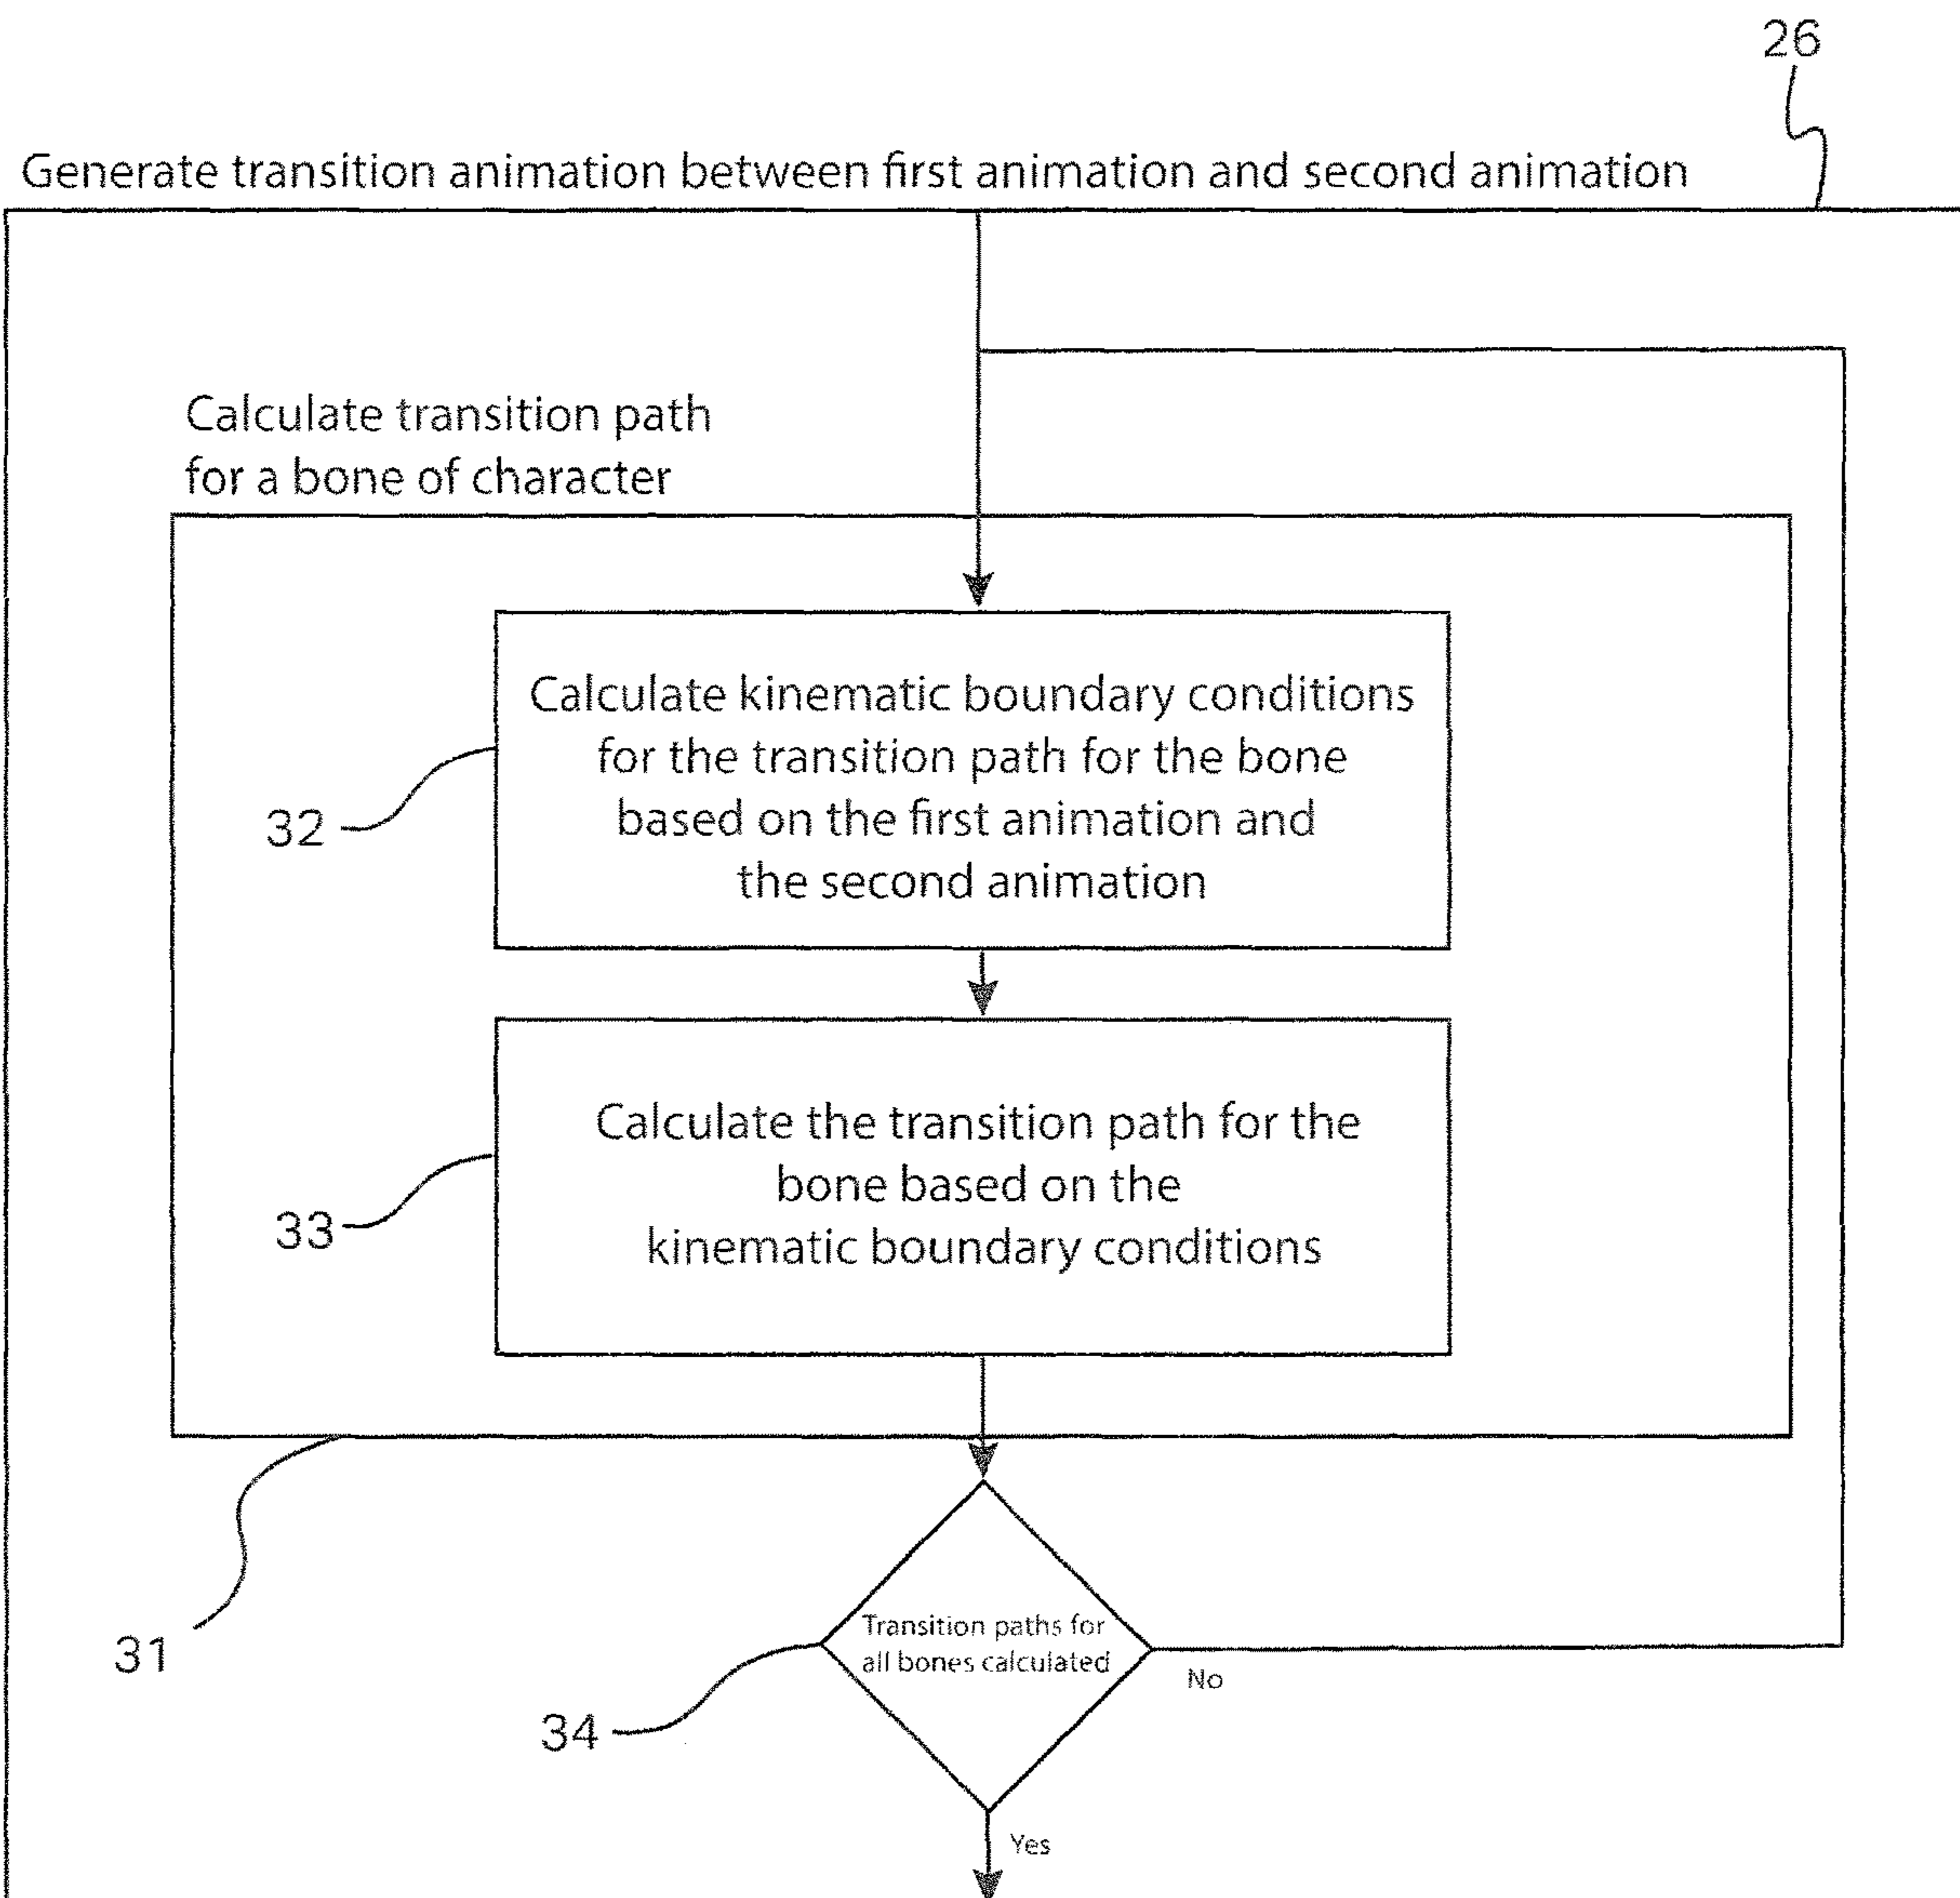 26
Generate transition animation between first animation and second animation
Calculate transition path
for a bone of character
Calculate kinematic boundary conditions
for the transition path for the bone
based on the first animation and
the second animation
32
Calculate the transition path for the
bone based on the
kinematic boundary conditions
33
31
Transition paths for
all bones calculated
No
34
Yes